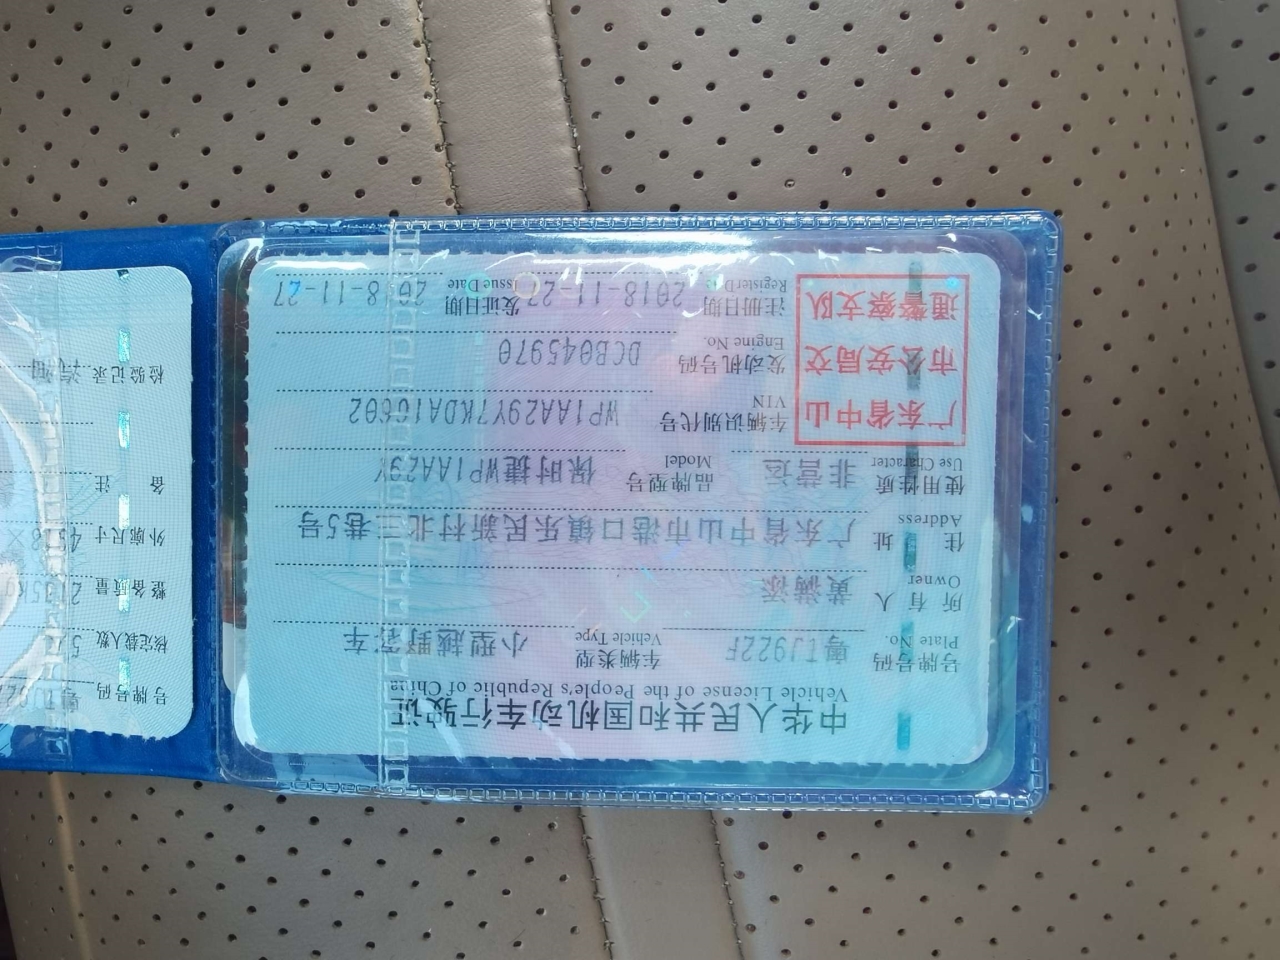 中华人民共和国机动车行驶证
Vehicle License of the People's Republic of China
号牌号码 粤TJ922F 车辆类型 小型越野客车
Plate No. Vehicle Type
所有人 黄
Owner
住址 广东省中山市港口镇乐民新村北三巷5号
Address
使用性质 非营运 品牌型号 保时捷WP1AA29Y
Use Character Model
车辆识别代号 WP1AA29Y7KDA1C602
VIN
发动机号码 DCB045970
Engine No.
注册日期 2018-11-27 发证日期 2018-11-27
Register Date Issue Date
广东省中山
市公安局交
通警察支队
号牌号码
核定载人数 5
整备质量
外廓尺寸
备注
检验记录